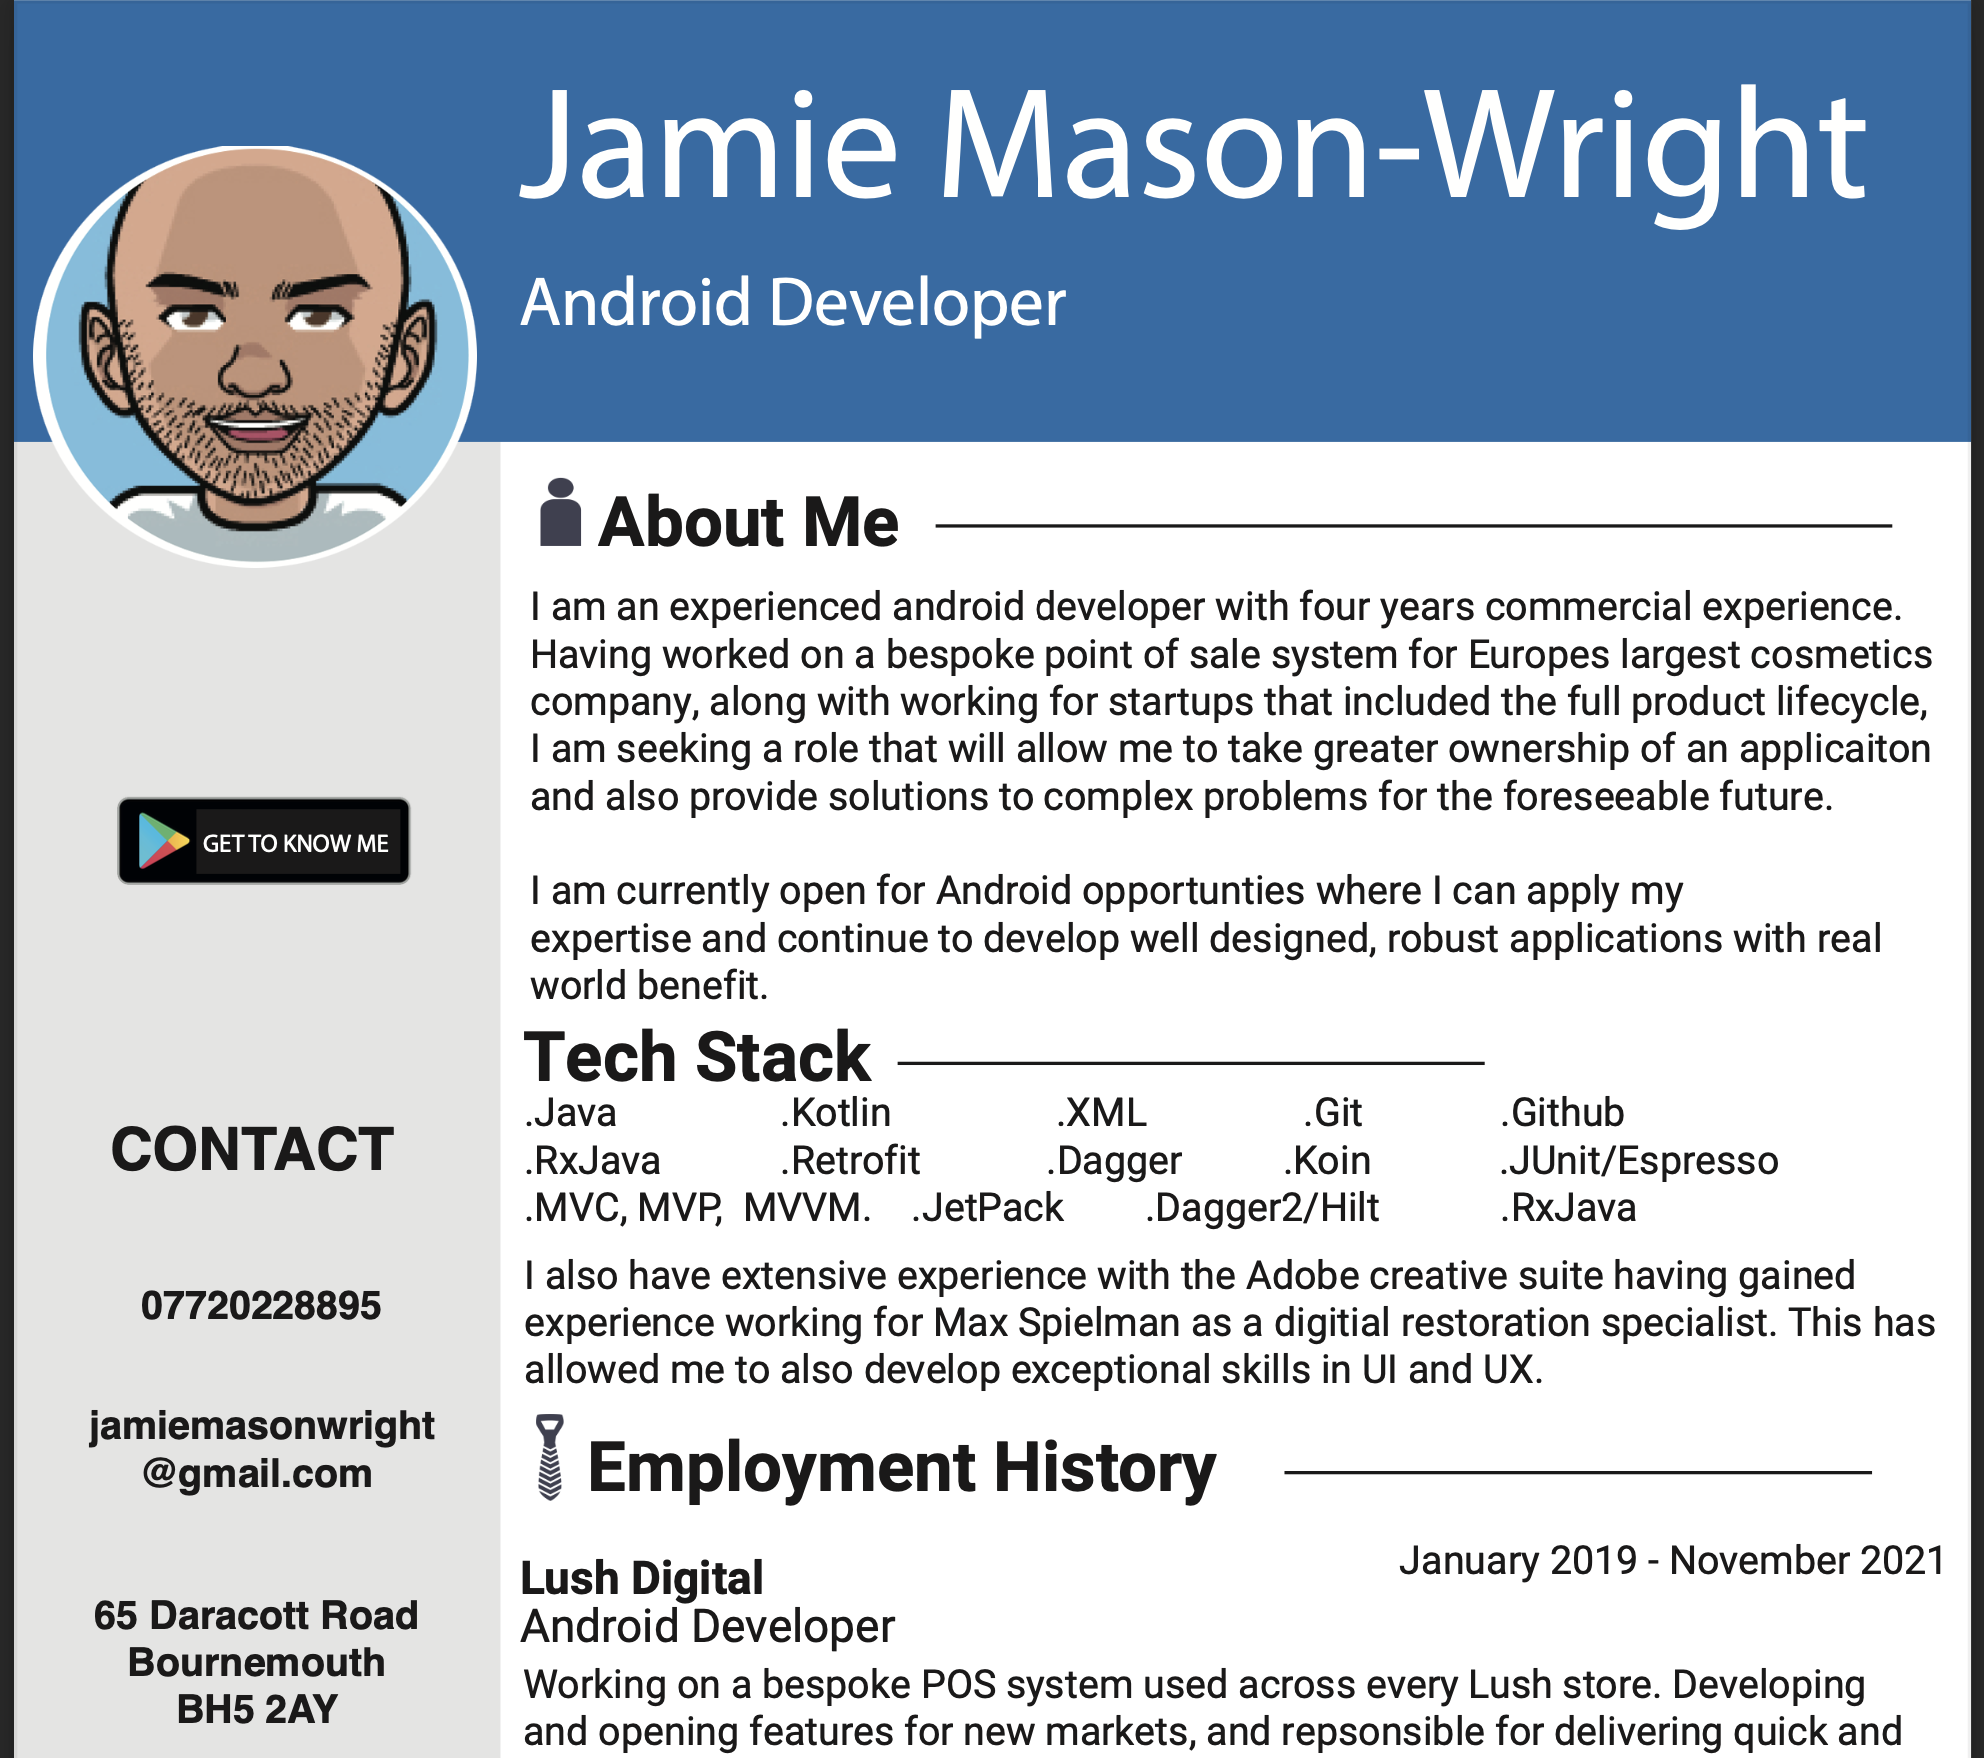 Jamie Mason-Wright
Android Developer
GET TO KNOW ME
CONTACT
07720228895
jamiemasonwright
@gmail.com
65 Daracott Road
Bournemouth
BH5 2AY
About Me
I am an experienced android developer with four years commercial experience.
Having worked on a bespoke point of sale system for Europes largest cosmetics
company, along with working for startups that included the full product lifecycle,
I am seeking a role that will allow me to take greater ownership of an applicaiton
and also provide solutions to complex problems for the foreseeable future.
I am currently open for Android opportunties where I can apply my
expertise and continue to develop well designed, robust applications with real
world benefit.
Tech Stack
.Java .Kotlin .XML .Git .Github
.RxJava .Retrofit .Dagger .Koin .JUnit/Espresso
.MVC, MVP, MVVM. .JetPack .Dagger2/Hilt .RxJava
I also have extensive experience with the Adobe creative suite having gained
experience working for Max Spielman as a digitial restoration specialist. This has
allowed me to also develop exceptional skills in UI and UX.
Employment History
January 2019 - November 2021
Lush Digital
Android Developer
Working on a bespoke POS system used across every Lush store. Developing
and opening features for new markets, and repsonsible for delivering quick and